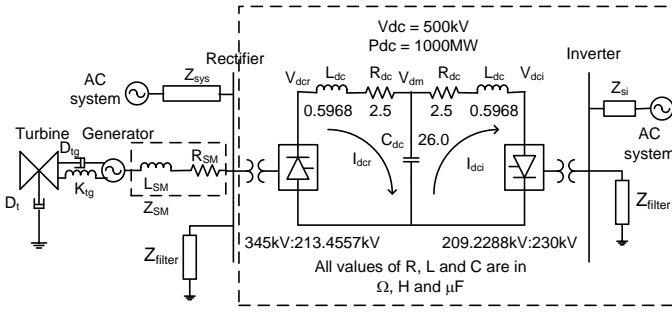 Vdc = 500kV
Pdc = 1000MW
Rectifier
Inverter
Zsys
AC system
Vdcr
Ldc
Rdc
Vdm
Rdc
Ldc
Vdci
0.5968
2.5
2.5
0.5968
Zsi
AC system
Turbine
Generator
Dtg
Ktg
Dt
LSM
RSM
ZSM
Cdc
26.0
Idcr
Idci
Zfilter
Zfilter
345kV:213.4557kV
209.2288kV:230kV
All values of R, L and C are in
Ω, H and μF